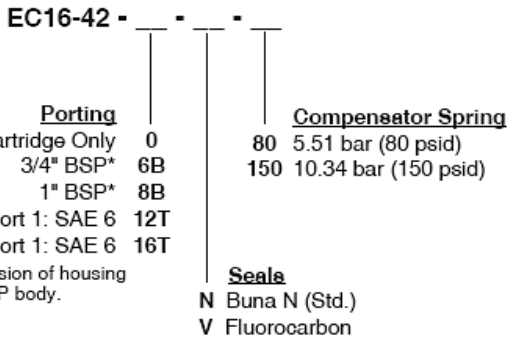 EC16-42 - __ - __ - __
Porting
artridge Only 0
3/4" BSP* 6B
1" BSP* 8B
ort 1: SAE 6 12T
ort 1: SAE 6 16T
sion of housing
P body.
Compensator Spring
80 5.51 bar (80 psid)
150 10.34 bar (150 psid)
Seals
N Buna N (Std.)
V Fluorocarbon